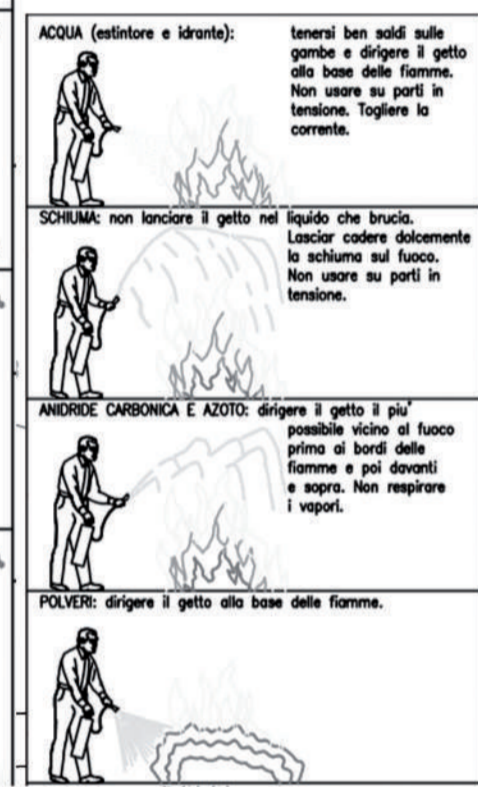 ACQUA (estintore e idrante): tenersi ben saldi sulle
gambe e dirigere il getto
alla base delle fiamme.
Non usare su parti in
tensione. Togliere la
corrente.
SCHIUMA: non lanciare il getto nel liquido che brucia.
Lasciar cadere dolcemente
la schiuma sul fuoco.
Non usare su parti in
tensione.
ANIDRIDE CARBONICA E AZOTO: dirigere il getto il piu'
possibile vicino al fuoco
prima ai bordi delle
fiamme e poi davanti
e sopra. Non respirare
i vapori.
POLVERI: dirigere il getto alla base delle fiamme.